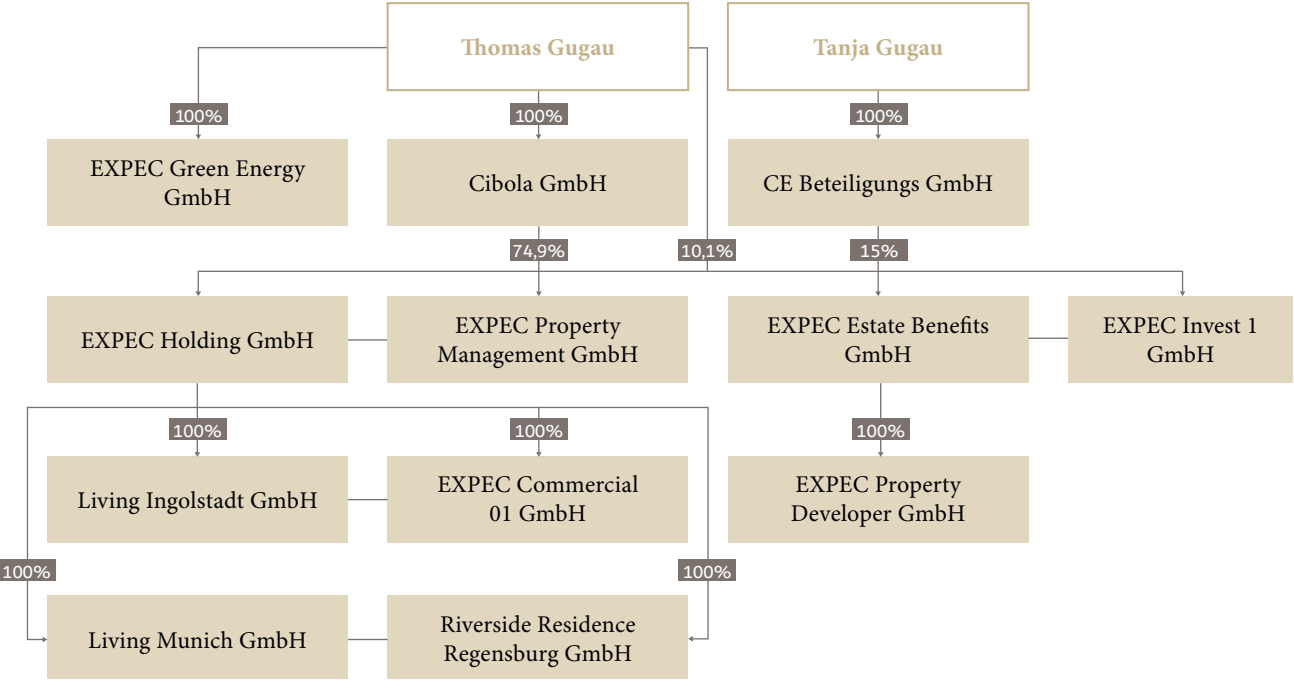 Thomas Gugau
Tanja Gugau
100%
100%
100%
EXPEC Green Energy
GmbH
Cibola GmbH
CE Beteiligungs GmbH
74,9%
10,1%
15%
EXPEC Holding GmbH
EXPEC Property
Management GmbH
EXPEC Estate Benefits
GmbH
EXPEC Invest 1
GmbH
100%
100%
100%
Living Ingolstadt GmbH
EXPEC Commercial
01 GmbH
EXPEC Property
Developer GmbH
100%
100%
Living Munich GmbH
Riverside Residence
Regensburg GmbH